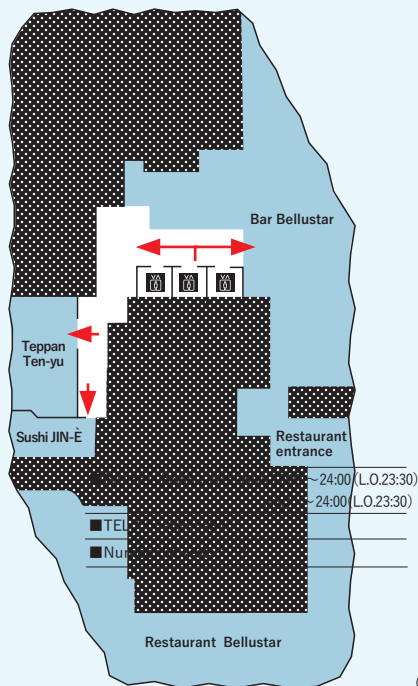 Bar Bellustar
Teppan
Ten-yu
Sushi JIN-È
Restaurant
entrance
～24:00(L.O.23:30)
～24:00(L.O.23:30)
■TEL
■Nu
Restaurant Bellustar